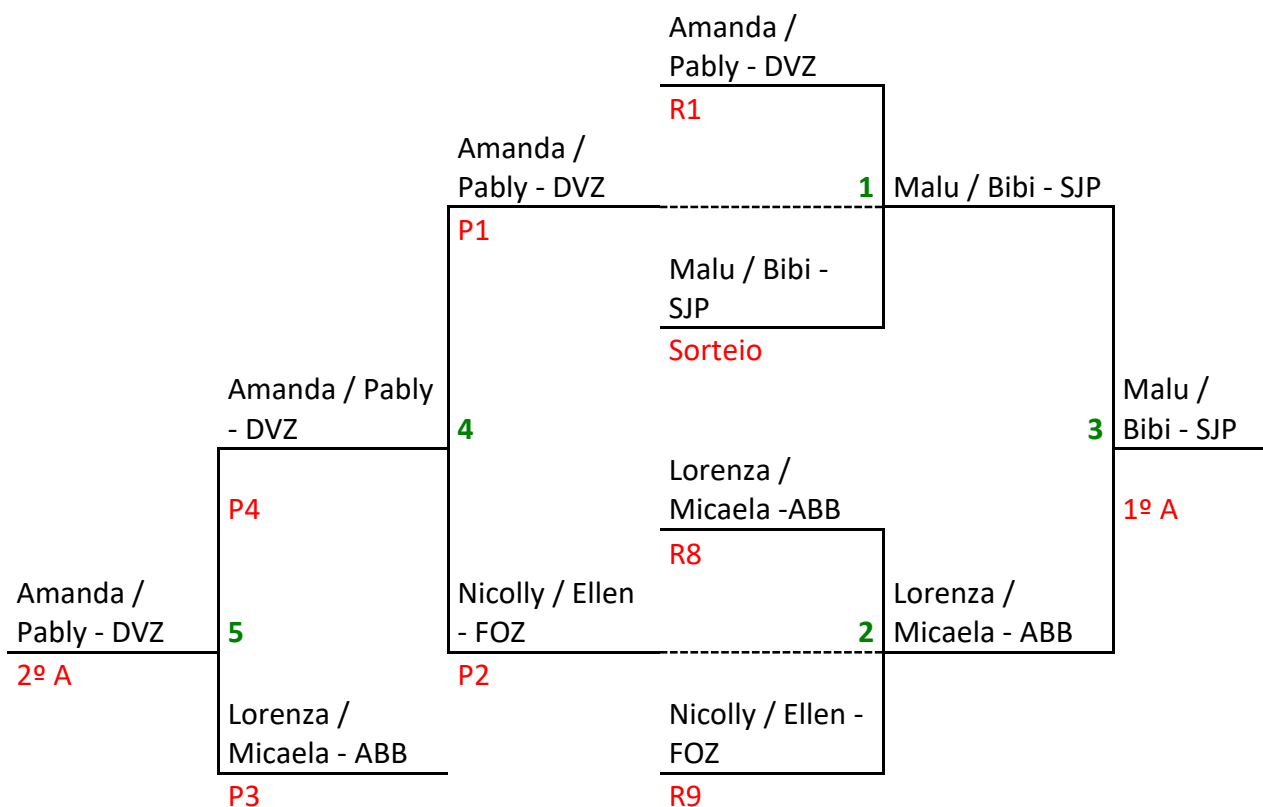 Amanda /
Pably - DVZ
R1
Amanda /
Pably - DVZ
1
Malu / Bibi - SJP
P1
Malu / Bibi -
SJP
Sorteio
Amanda / Pably
- DVZ
4
3
Malu /
Bibi - SJP
P4
Lorenza /
Micaela -ABB
1º A
R8
Amanda /
Pably - DVZ
5
Nicolly / Ellen
- FOZ
2
Lorenza /
Micaela - ABB
2º A
P2
Lorenza /
Micaela - ABB
Nicolly / Ellen -
FOZ
P3
R9